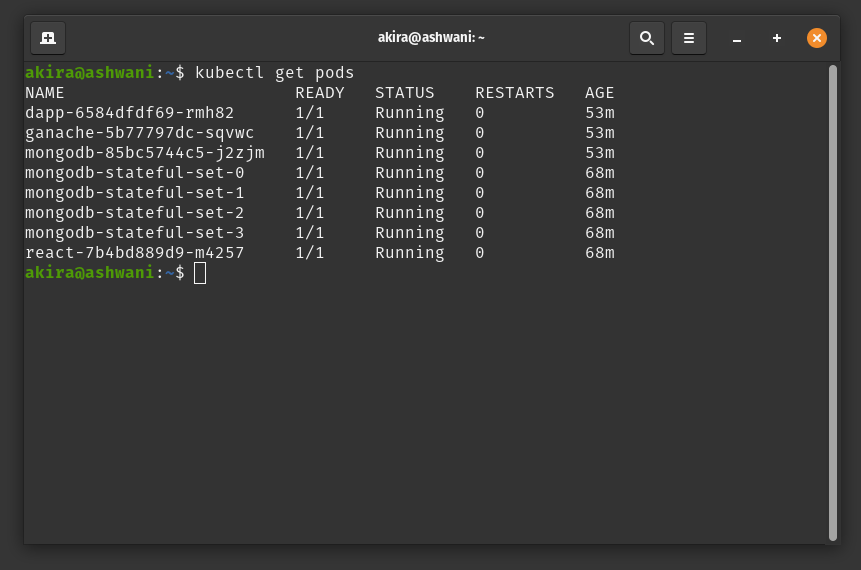 akira@ashwani: ~
akira@ashwani:~$ kubectl get pods
NAME                       READY   STATUS    RESTARTS   AGE
dapp-6584dfdf69-rmh82      1/1     Running   0          53m
ganache-5b77797dc-sqvwc    1/1     Running   0          53m
mongodb-85bc5744c5-j2zjm   1/1     Running   0          53m
mongodb-stateful-set-0     1/1     Running   0          68m
mongodb-stateful-set-1     1/1     Running   0          68m
mongodb-stateful-set-2     1/1     Running   0          68m
mongodb-stateful-set-3     1/1     Running   0          68m
react-7b4bd889d9-m4257     1/1     Running   0          68m
akira@ashwani:~$